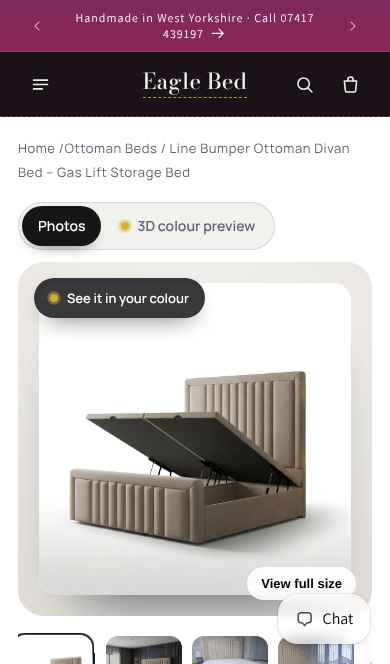 Handmade in West Yorkshire · Call 07417
439197 →
Eagle Bed
Home /Ottoman Beds / Line Bumper Ottoman Divan
Bed – Gas Lift Storage Bed
Photos
3D colour preview
See it in your colour
View full size
Chat